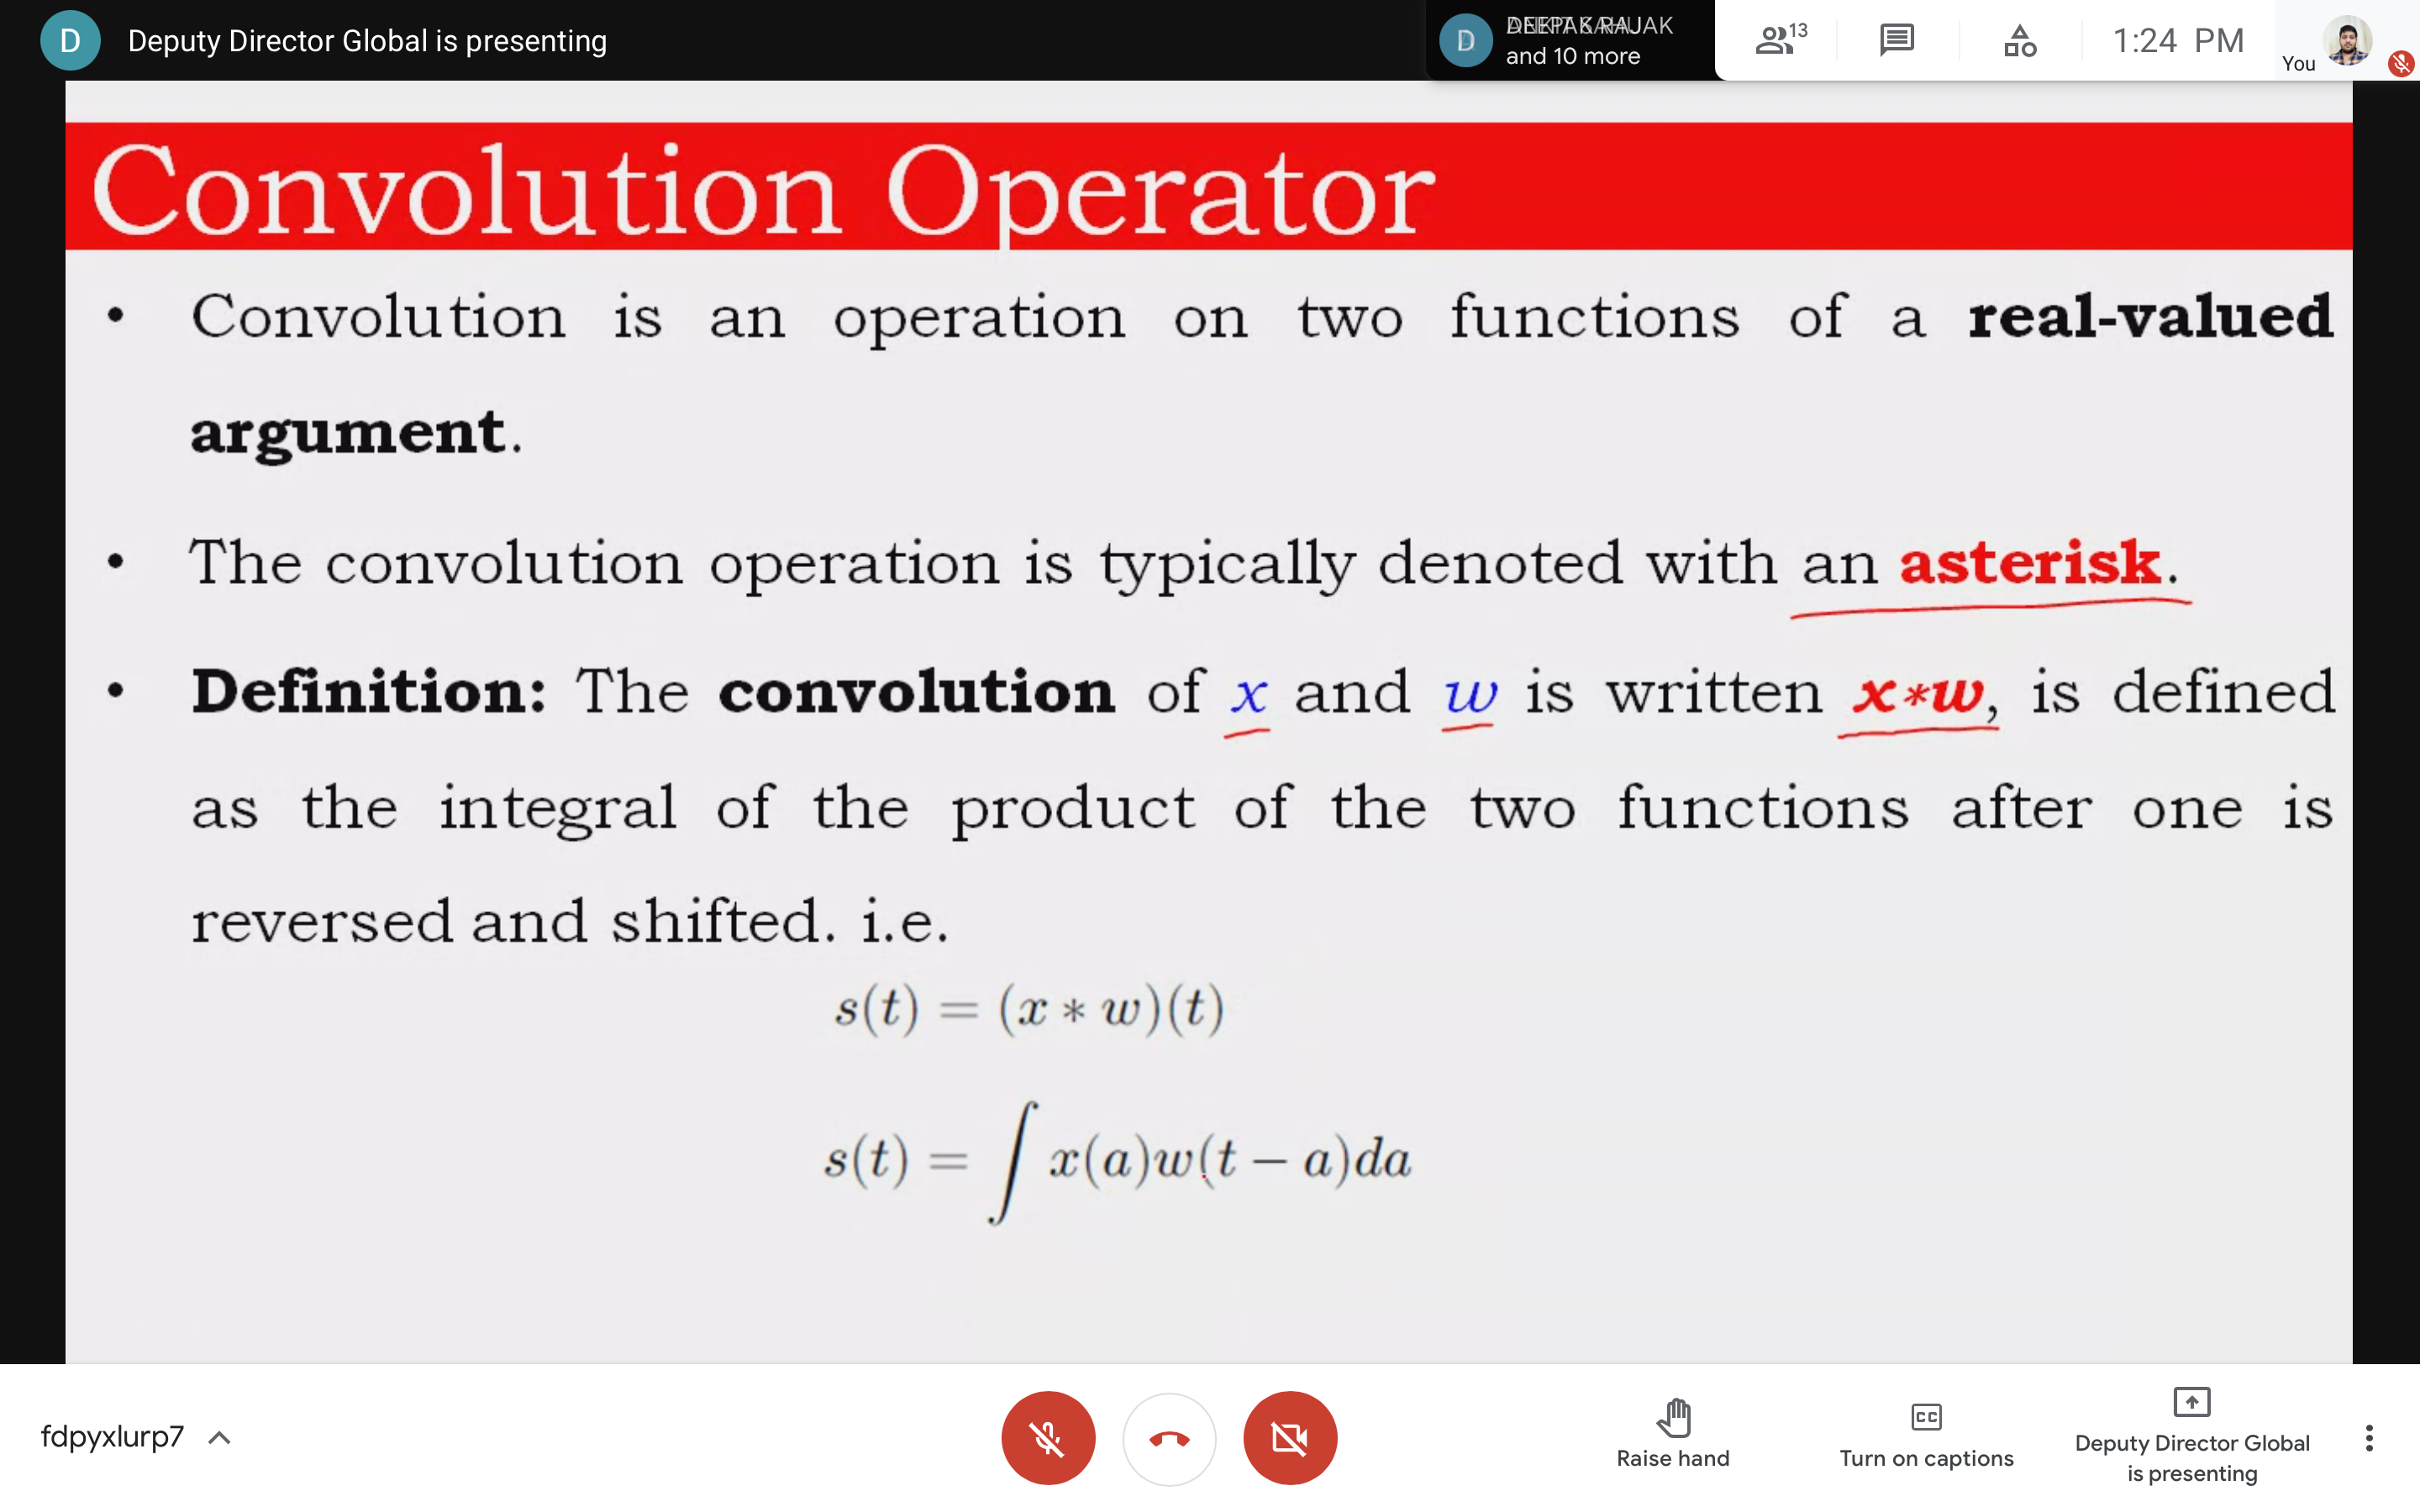 D Deputy Director Global is presenting
D
and 10 more
13
1:24 PM
You
Convolution Operator
• Convolution is an operation on two functions of a real-valued
argument.
• The convolution operation is typically denoted with an asterisk.
• Definition: The convolution of x and w is written x*w, is defined
as the integral of the product of the two functions after one is
reversed and shifted. i.e.
s(t) = (x * w)(t)
s(t) = ∫ x(a)w(t − a)da
fdpyxlurp7
Raise hand
CC
Turn on captions
Deputy Director Global
is presenting